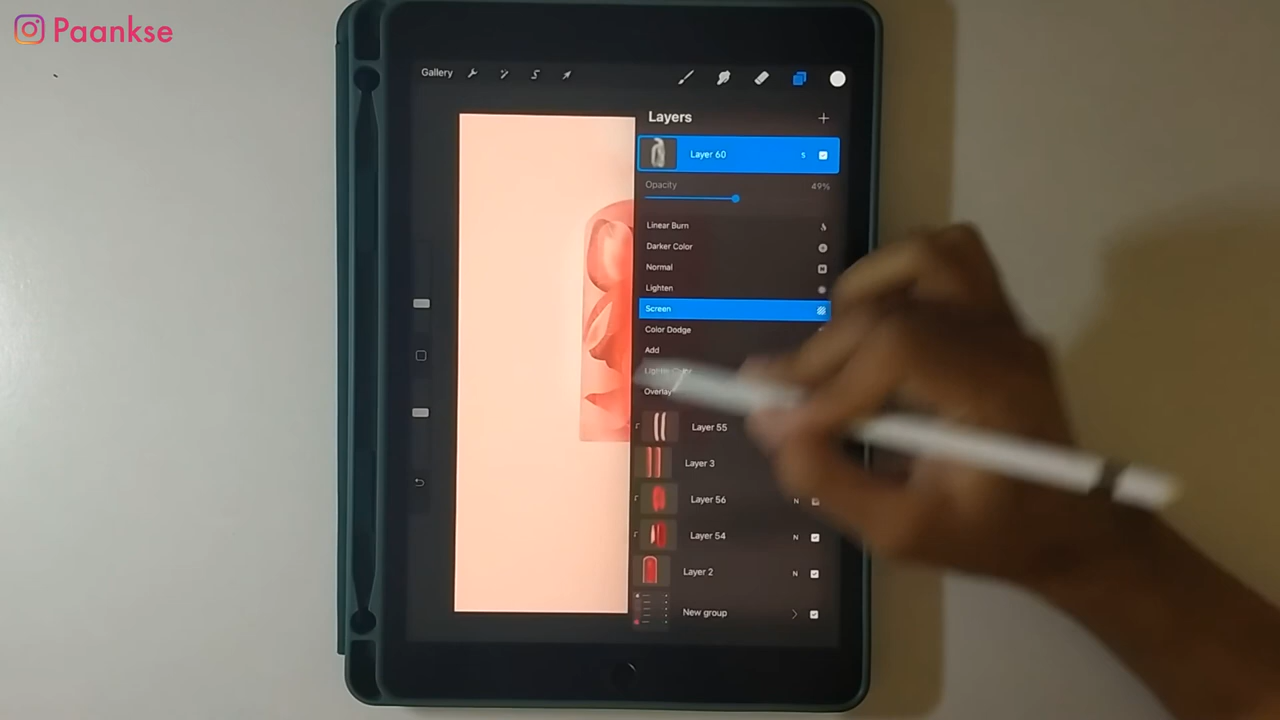 Paankse
Gallery
Layers
Layer 60
S
Opacity
49%
Linear Burn
Darker Color
Normal
Lighten
Screen
Color Dodge
Add
Overlay
Layer 55
Layer 3
Layer 56
N
Layer 54
N
Layer 2
N
New group